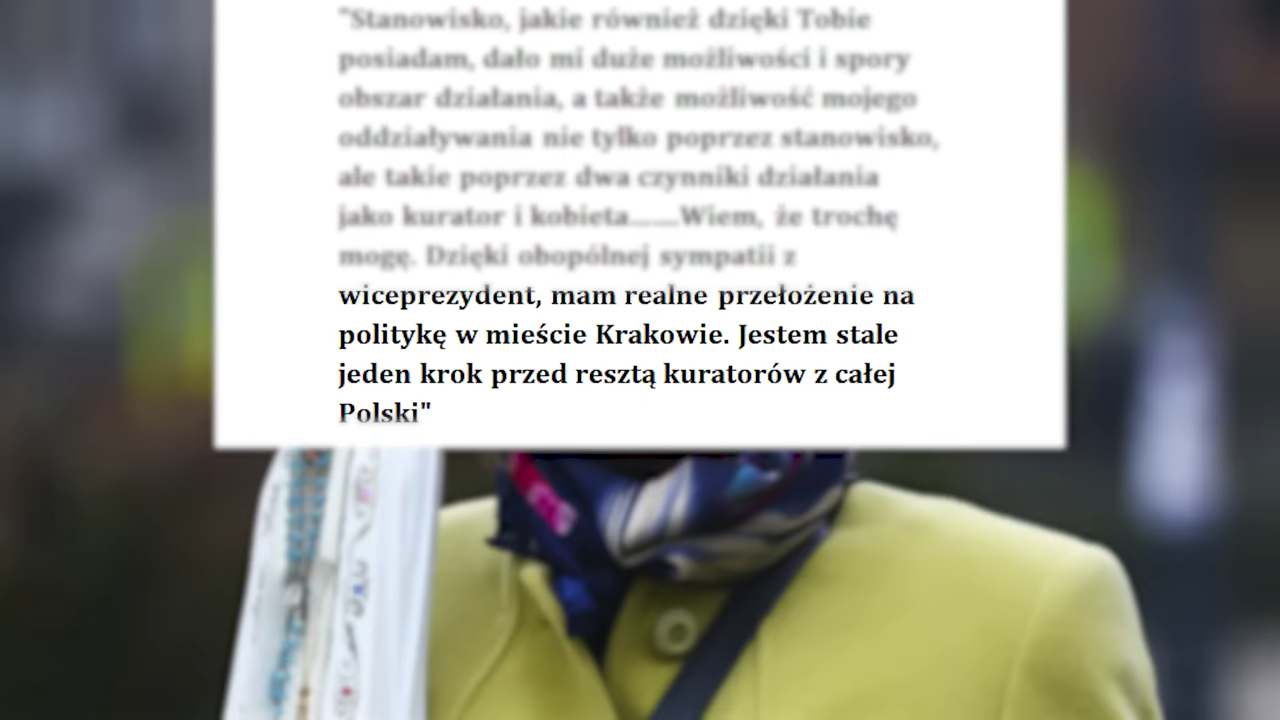 "Stanowisko, jakie również dzięki Tobie
posiadam, dało mi duże możliwości i spory
obszar działania, a także możliwość mojego
oddziaływania nie tylko poprzez stanowisko,
ale takie poprzez dwa czynniki działania
jako kurator i kobieta.......Wiem, że trochę
mogę. Dzięki obopólnej sympatii z
wiceprezydent, mam realne przełożenie na
politykę w mieście Krakowie. Jestem stale
jeden krok przed resztą kuratorów z całej
Polski"